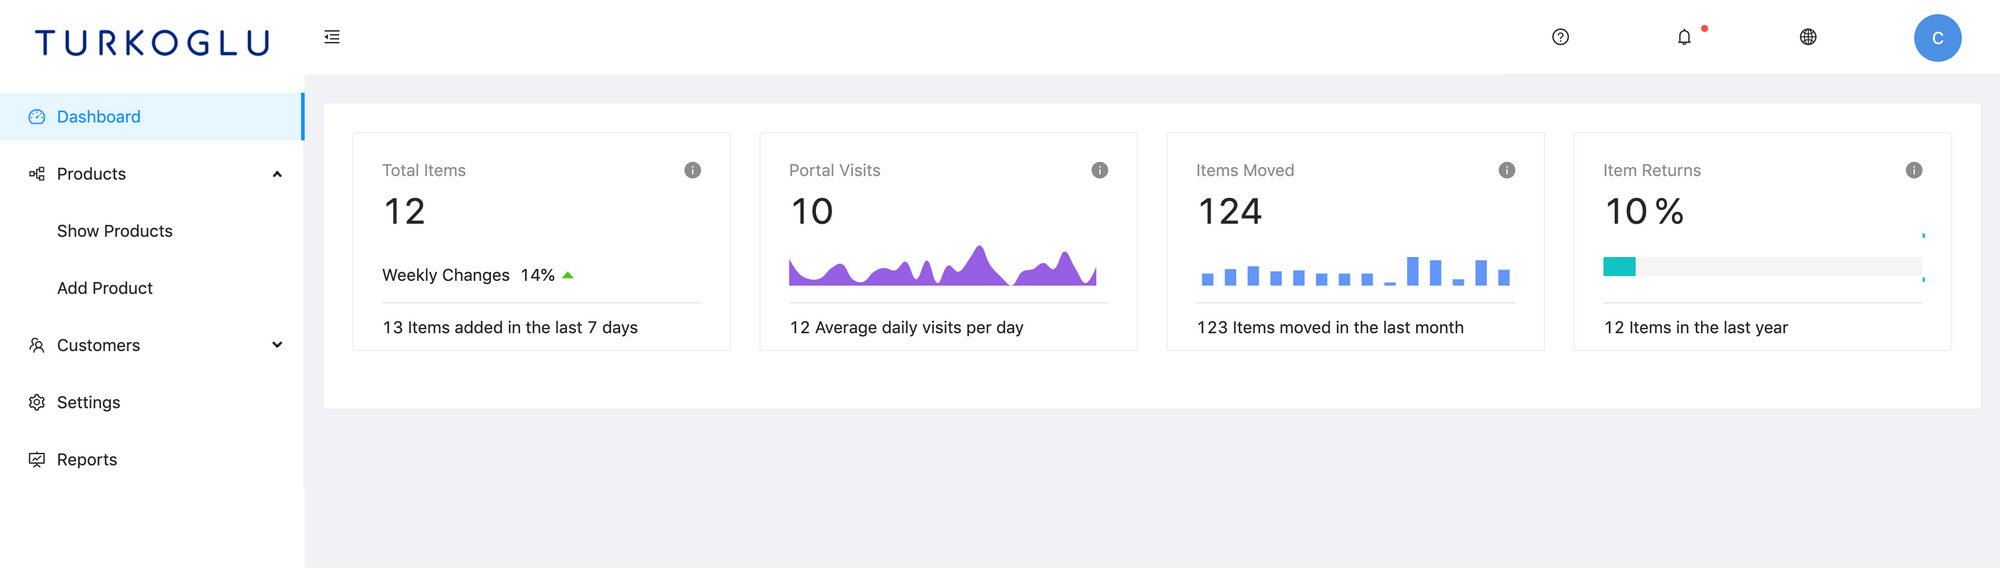 TURKOGLU
C
Dashboard
Products
Show Products
Add Product
Customers
Settings
Reports
Total Items
12
Weekly Changes 14%
13 Items added in the last 7 days
Portal Visits
10
12 Average daily visits per day
Items Moved
124
123 Items moved in the last month
Item Returns
10 %
12 Items in the last year